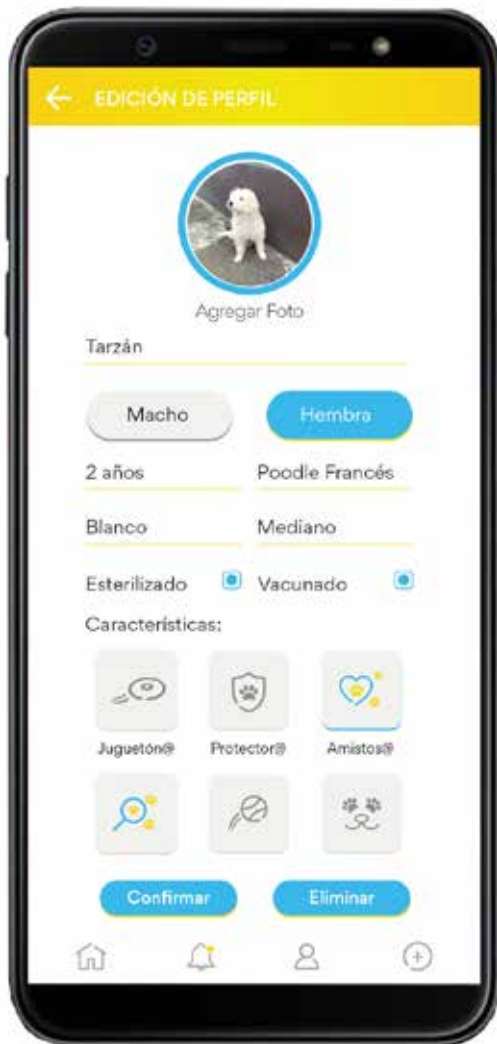 EDICIÓN DE PERFIL
Agregar Foto
Tarzán
Macho Hembra
2 años Poodle Francés
Blanco Mediano
Esterilizado Vacunado
Características:
Juguetón@ Protector@ Amistos@
Confirmar Eliminar